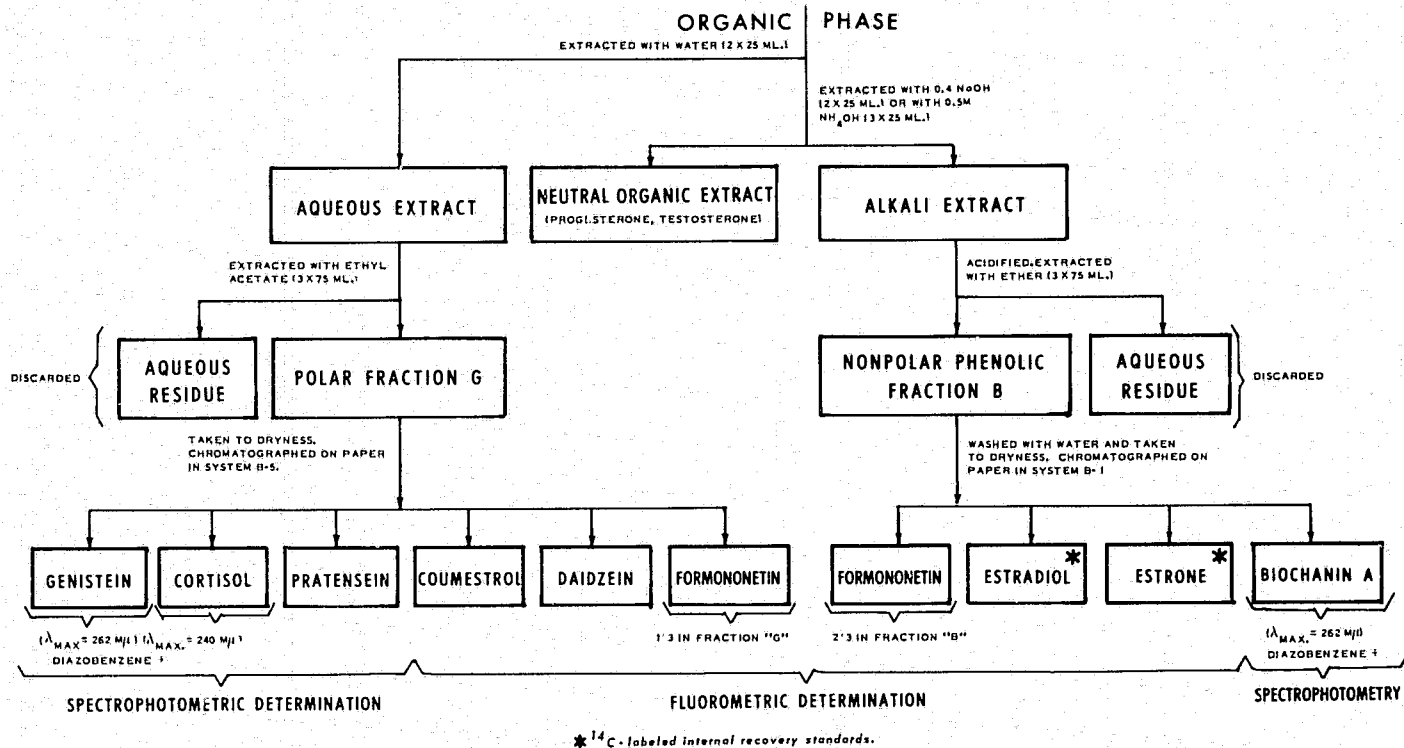 ORGANIC PHASE
EXTRACTED WITH WATER (2 X 25 ML.)
EXTRACTED WITH 0.4 NaOH
(2 X 25 ML.) OR WITH 0.5M
NH4OH (3 X 25 ML.)
AQUEOUS EXTRACT
NEUTRAL ORGANIC EXTRACT
(PROGI.STERONE, TESTOSTERONE)
ALKALI EXTRACT
EXTRACTED WITH ETHYL
ACETATE (3 X 75 ML.)
ACIDIFIED, EXTRACTED
WITH ETHER (3 X 75 ML.)
DISCARDED
AQUEOUS
RESIDUE
POLAR FRACTION G
NONPOLAR PHENOLIC
FRACTION B
AQUEOUS
RESIDUE
DISCARDED
TAKEN TO DRYNESS,
CHROMATOGRAPHED ON PAPER
IN SYSTEM B-5.
WASHED WITH WATER AND TAKEN
TO DRYNESS, CHROMATOGRAPHED ON
PAPER IN SYSTEM B-1
GENISTEIN
CORTISOL
PRATENSEIN
COUMESTROL
DAIDZEIN
FORMONONETIN
FORMONONETIN
ESTRADIOL *
ESTRONE *
BIOCHANIN A
(λMAX = 262 Mμ) (λMAX. = 240 Mμ)
DIAZOBENZENE +
1/3 IN FRACTION "G"
2/3 IN FRACTION "B"
(λMAX. = 262 Mμ)
DIAZOBENZENE +
SPECTROPHOTOMETRIC DETERMINATION
FLUOROMETRIC DETERMINATION
SPECTROPHOTOMETRY
* 14C-labeled internal recovery standards.